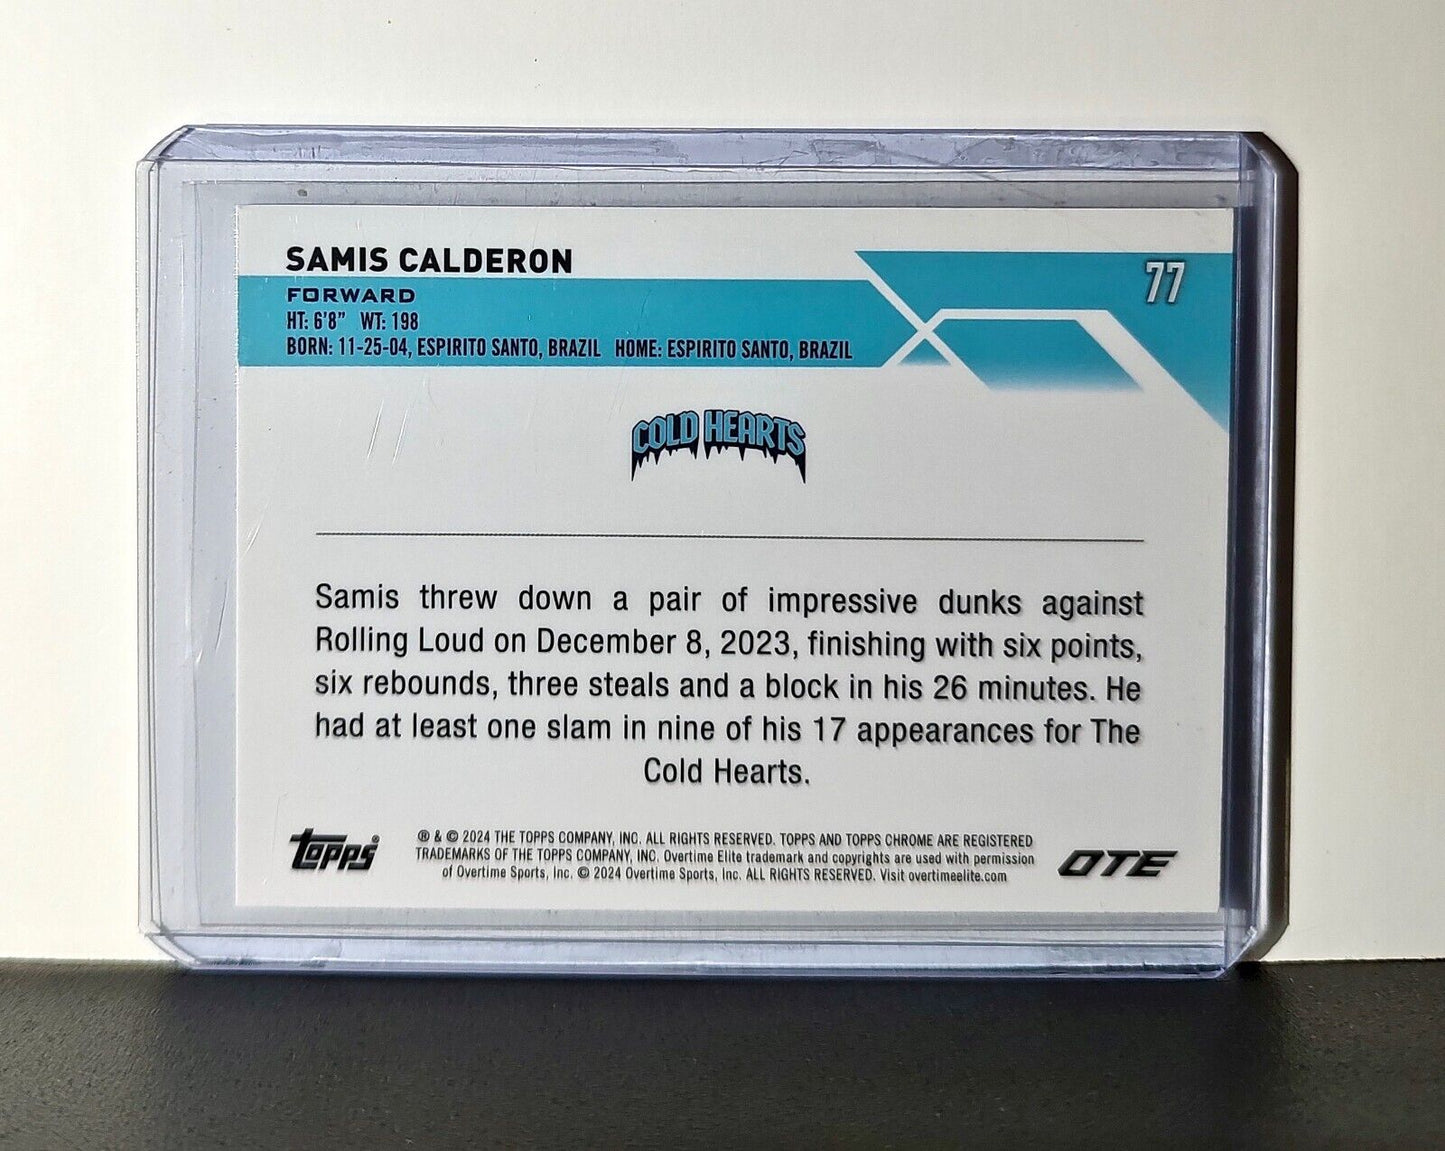 SAMIS CALDERON
77
FORWARD
HT: 6'8" WT: 198
BORN: 11-25-04, ESPIRITO SANTO, BRAZIL HOME: ESPIRITO SANTO, BRAZIL
COLD HEARTS
Samis threw down a pair of impressive dunks against
Rolling Loud on December 8, 2023, finishing with six points,
six rebounds, three steals and a block in his 26 minutes. He
had at least one slam in nine of his 17 appearances for The
Cold Hearts.
topps®
® & © 2024 THE TOPPS COMPANY, INC. ALL RIGHTS RESERVED. TOPPS AND TOPPS CHROME ARE REGISTERED
TRADEMARKS OF THE TOPPS COMPANY, INC. Overtime Elite trademark and copyrights are used with permission
of Overtime Sports, Inc. © 2024 Overtime Sports, Inc. ALL RIGHTS RESERVED. Visit overtimeelite.com
OTE